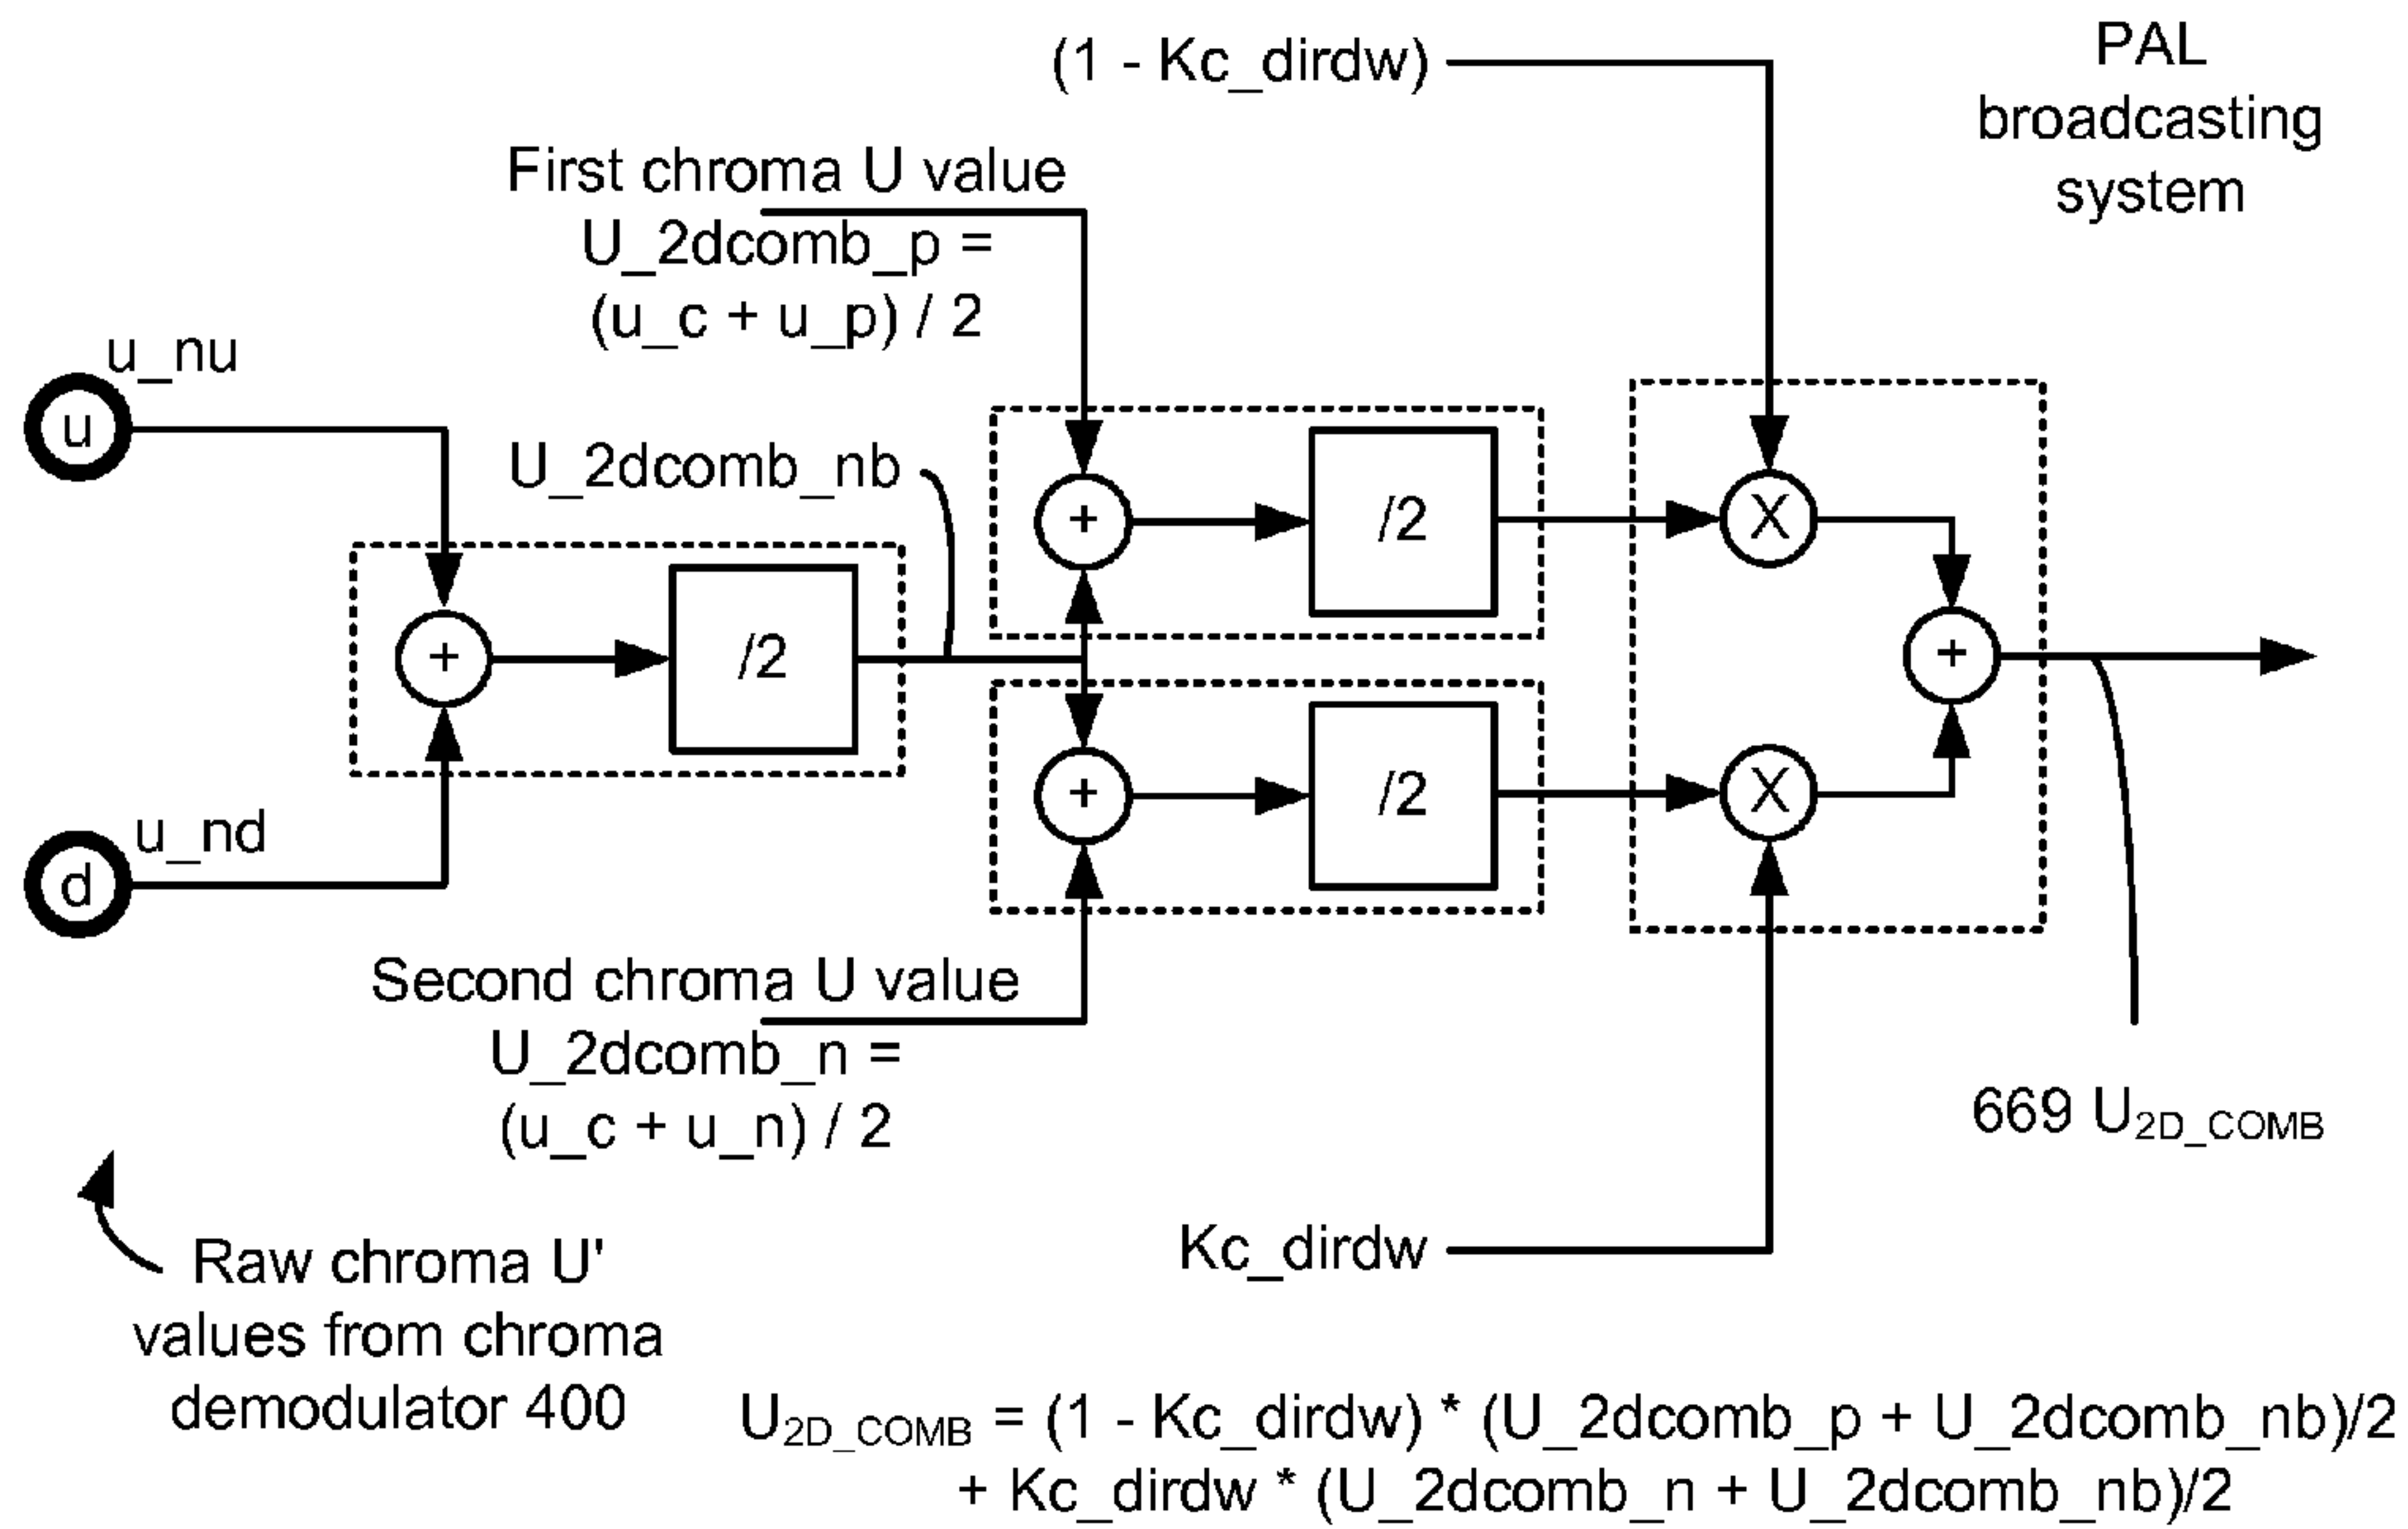 (1 - Kc_dirdw)
PAL
broadcasting
system
First chroma U value
U_2dcomb_p =
(u_c + u_p) / 2
u_nu
u
U_2dcomb_nb
+
/2
X
+
/2
+
+
/2
X
u_nd
d
Second chroma U value
U_2dcomb_n =
(u_c + u_n) / 2
669 U2D_COMB
Kc_dirdw
Raw chroma U'
values from chroma
demodulator 400
U2D_COMB = (1 - Kc_dirdw) * (U_2dcomb_p + U_2dcomb_nb)/2
+ Kc_dirdw * (U_2dcomb_n + U_2dcomb_nb)/2